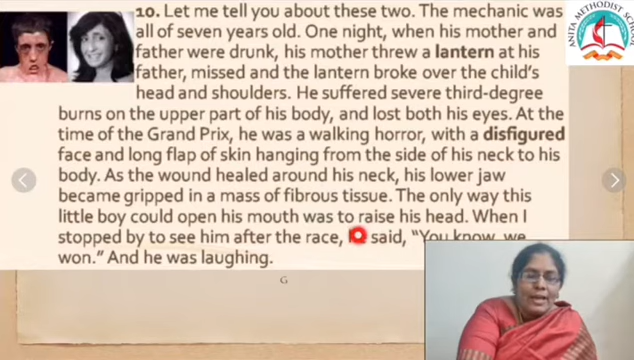 10. Let me tell you about these two. The mechanic was
all of seven years old. One night, when his mother and
father were drunk, his mother threw a lantern at his
father, missed and the lantern broke over the child's
head and shoulders. He suffered severe third-degree
burns on the upper part of his body, and lost both his eyes. At the
time of the Grand Prix, he was a walking horror, with a disfigured
face and long flap of skin hanging from the side of his neck to his
body. As the wound healed around his neck, his lower jaw
became gripped in a mass of fibrous tissue. The only way this
little boy could open his mouth was to raise his head. When I
stopped by to see him after the race, said, “You know, we
won.” And he was laughing.
G
ANITA METHODIST SCHOOL